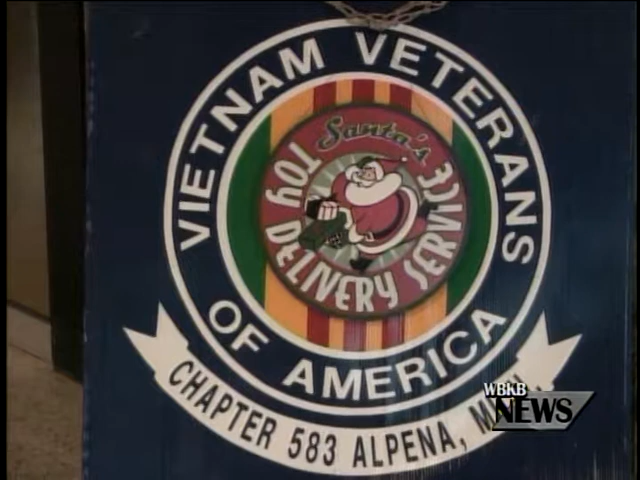 VIETNAM VETERANS
OF AMERICA
Santa's
TOY DELIVERY SERVICE
CHAPTER 583 ALPENA,
WBKB
NEWS